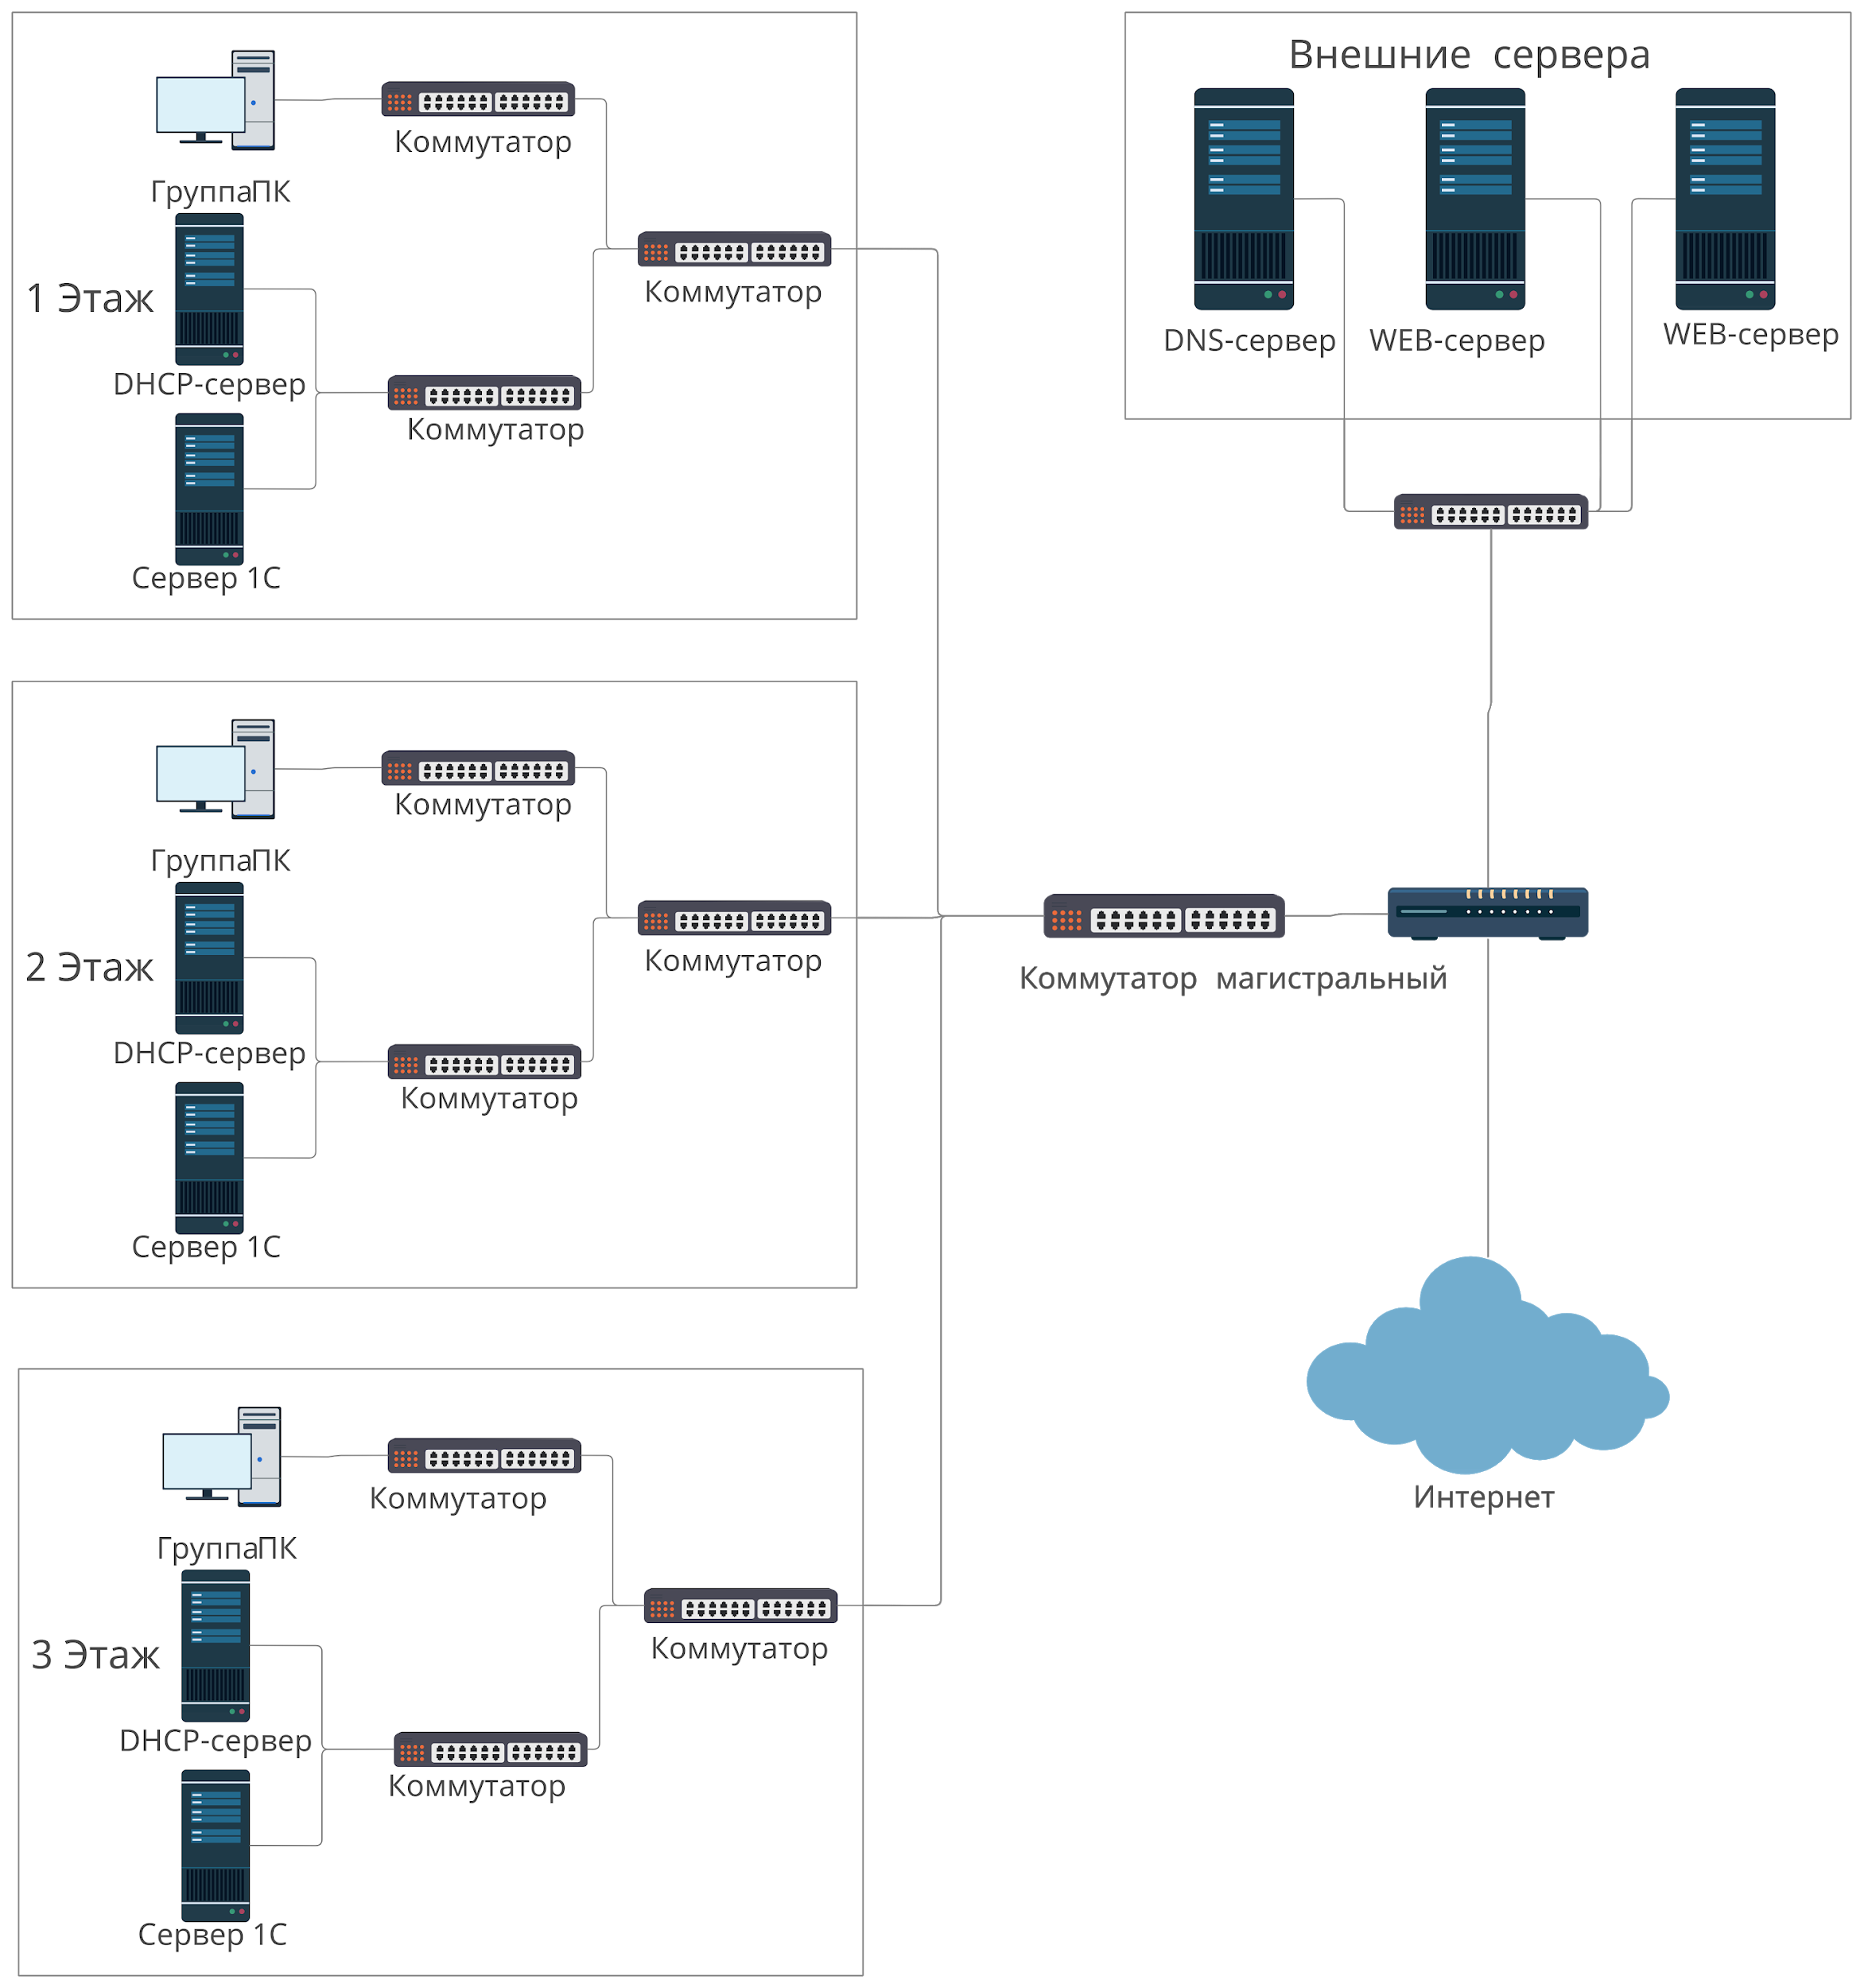 Коммутатор
ГруппаПК
Коммутатор
1 Этаж
DHCP-сервер
Коммутатор
Сервер 1С
Внешние сервера
DNS-сервер
WEB-сервер
WEB-сервер
Коммутатор
ГруппаПК
Коммутатор
2 Этаж
DHCP-сервер
Коммутатор
Сервер 1С
Коммутатор магистральный
Коммутатор
ГруппаПК
Коммутатор
3 Этаж
DHCP-сервер
Коммутатор
Сервер 1С
Интернет